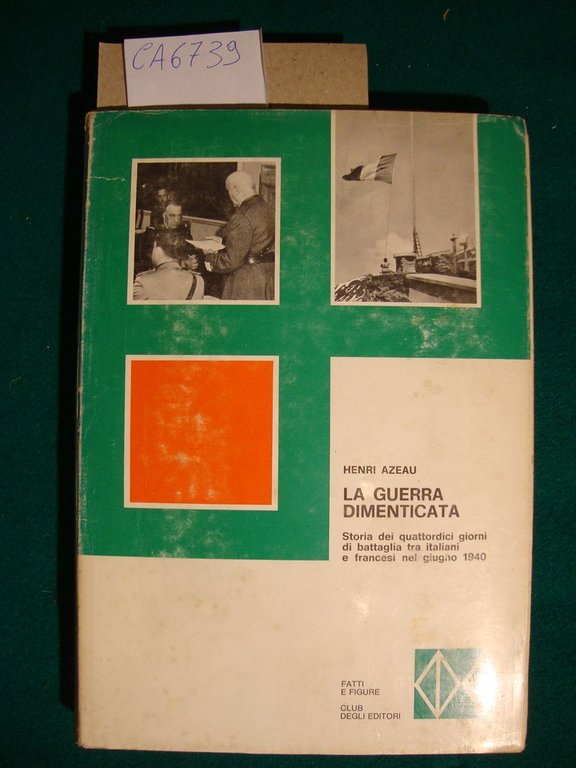 CA6739
HENRI AZEAU
LA GUERRA
DIMENTICATA
Storia dei quattordici giorni
di battaglia tra italiani
e francesi nel giugno 1940
FATTI
E FIGURE
CLUB
DEGLI EDITORI